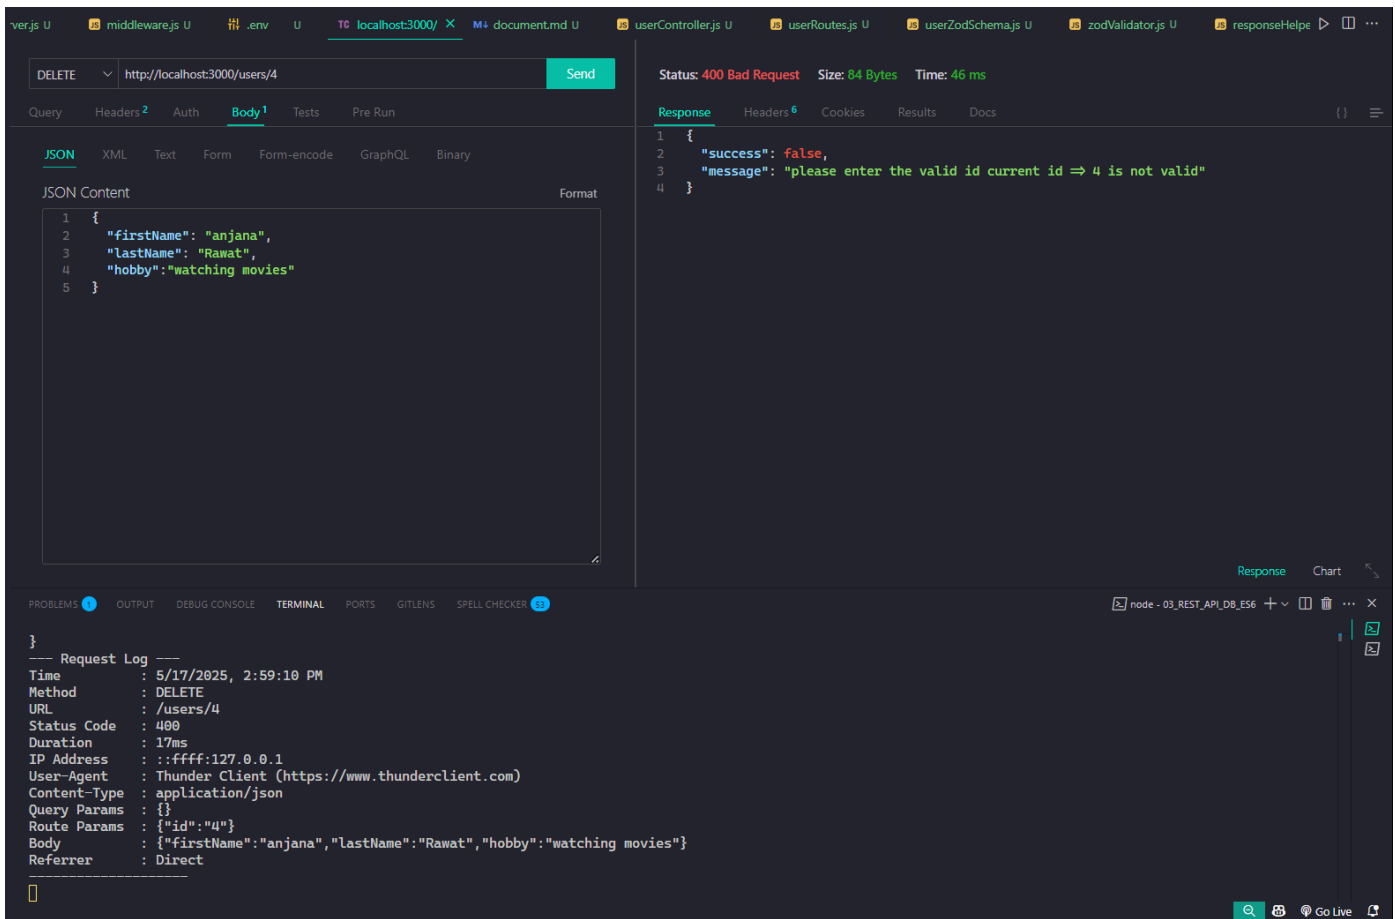 ver.js U JS middleware.js U .env U TC localhost:3000/ × M↓ document.md U JS userController.js U JS userRoutes.js U JS userZodSchema.js U JS zodValidator.js U JS responseHelpe
DELETE http://localhost:3000/users/4 Send
Status: 400 Bad Request Size: 84 Bytes Time: 46 ms
Query Headers 2 Auth Body 1 Tests Pre Run
Response Headers 6 Cookies Results Docs {}
JSON XML Text Form Form-encode GraphQL Binary
JSON Content Format
1 {
2 "firstName": "anjana",
3 "lastName": "Rawat",
4 "hobby":"watching movies"
5 }
1 {
2 "success": false,
3 "message": "please enter the valid id current id => 4 is not valid"
4 }
Response Chart
PROBLEMS 1 OUTPUT DEBUG CONSOLE TERMINAL PORTS GITLENS SPELL CHECKER 53 node - 03_REST_API_DB_ES6
}
--- Request Log ---
Time : 5/17/2025, 2:59:10 PM
Method : DELETE
URL : /users/4
Status Code : 400
Duration : 17ms
IP Address : ::ffff:127.0.0.1
User-Agent : Thunder Client (https://www.thunderclient.com)
Content-Type : application/json
Query Params : {}
Route Params : {"id":"4"}
Body : {"firstName":"anjana","lastName":"Rawat","hobby":"watching movies"}
Referrer : Direct
--------------------
Go Live